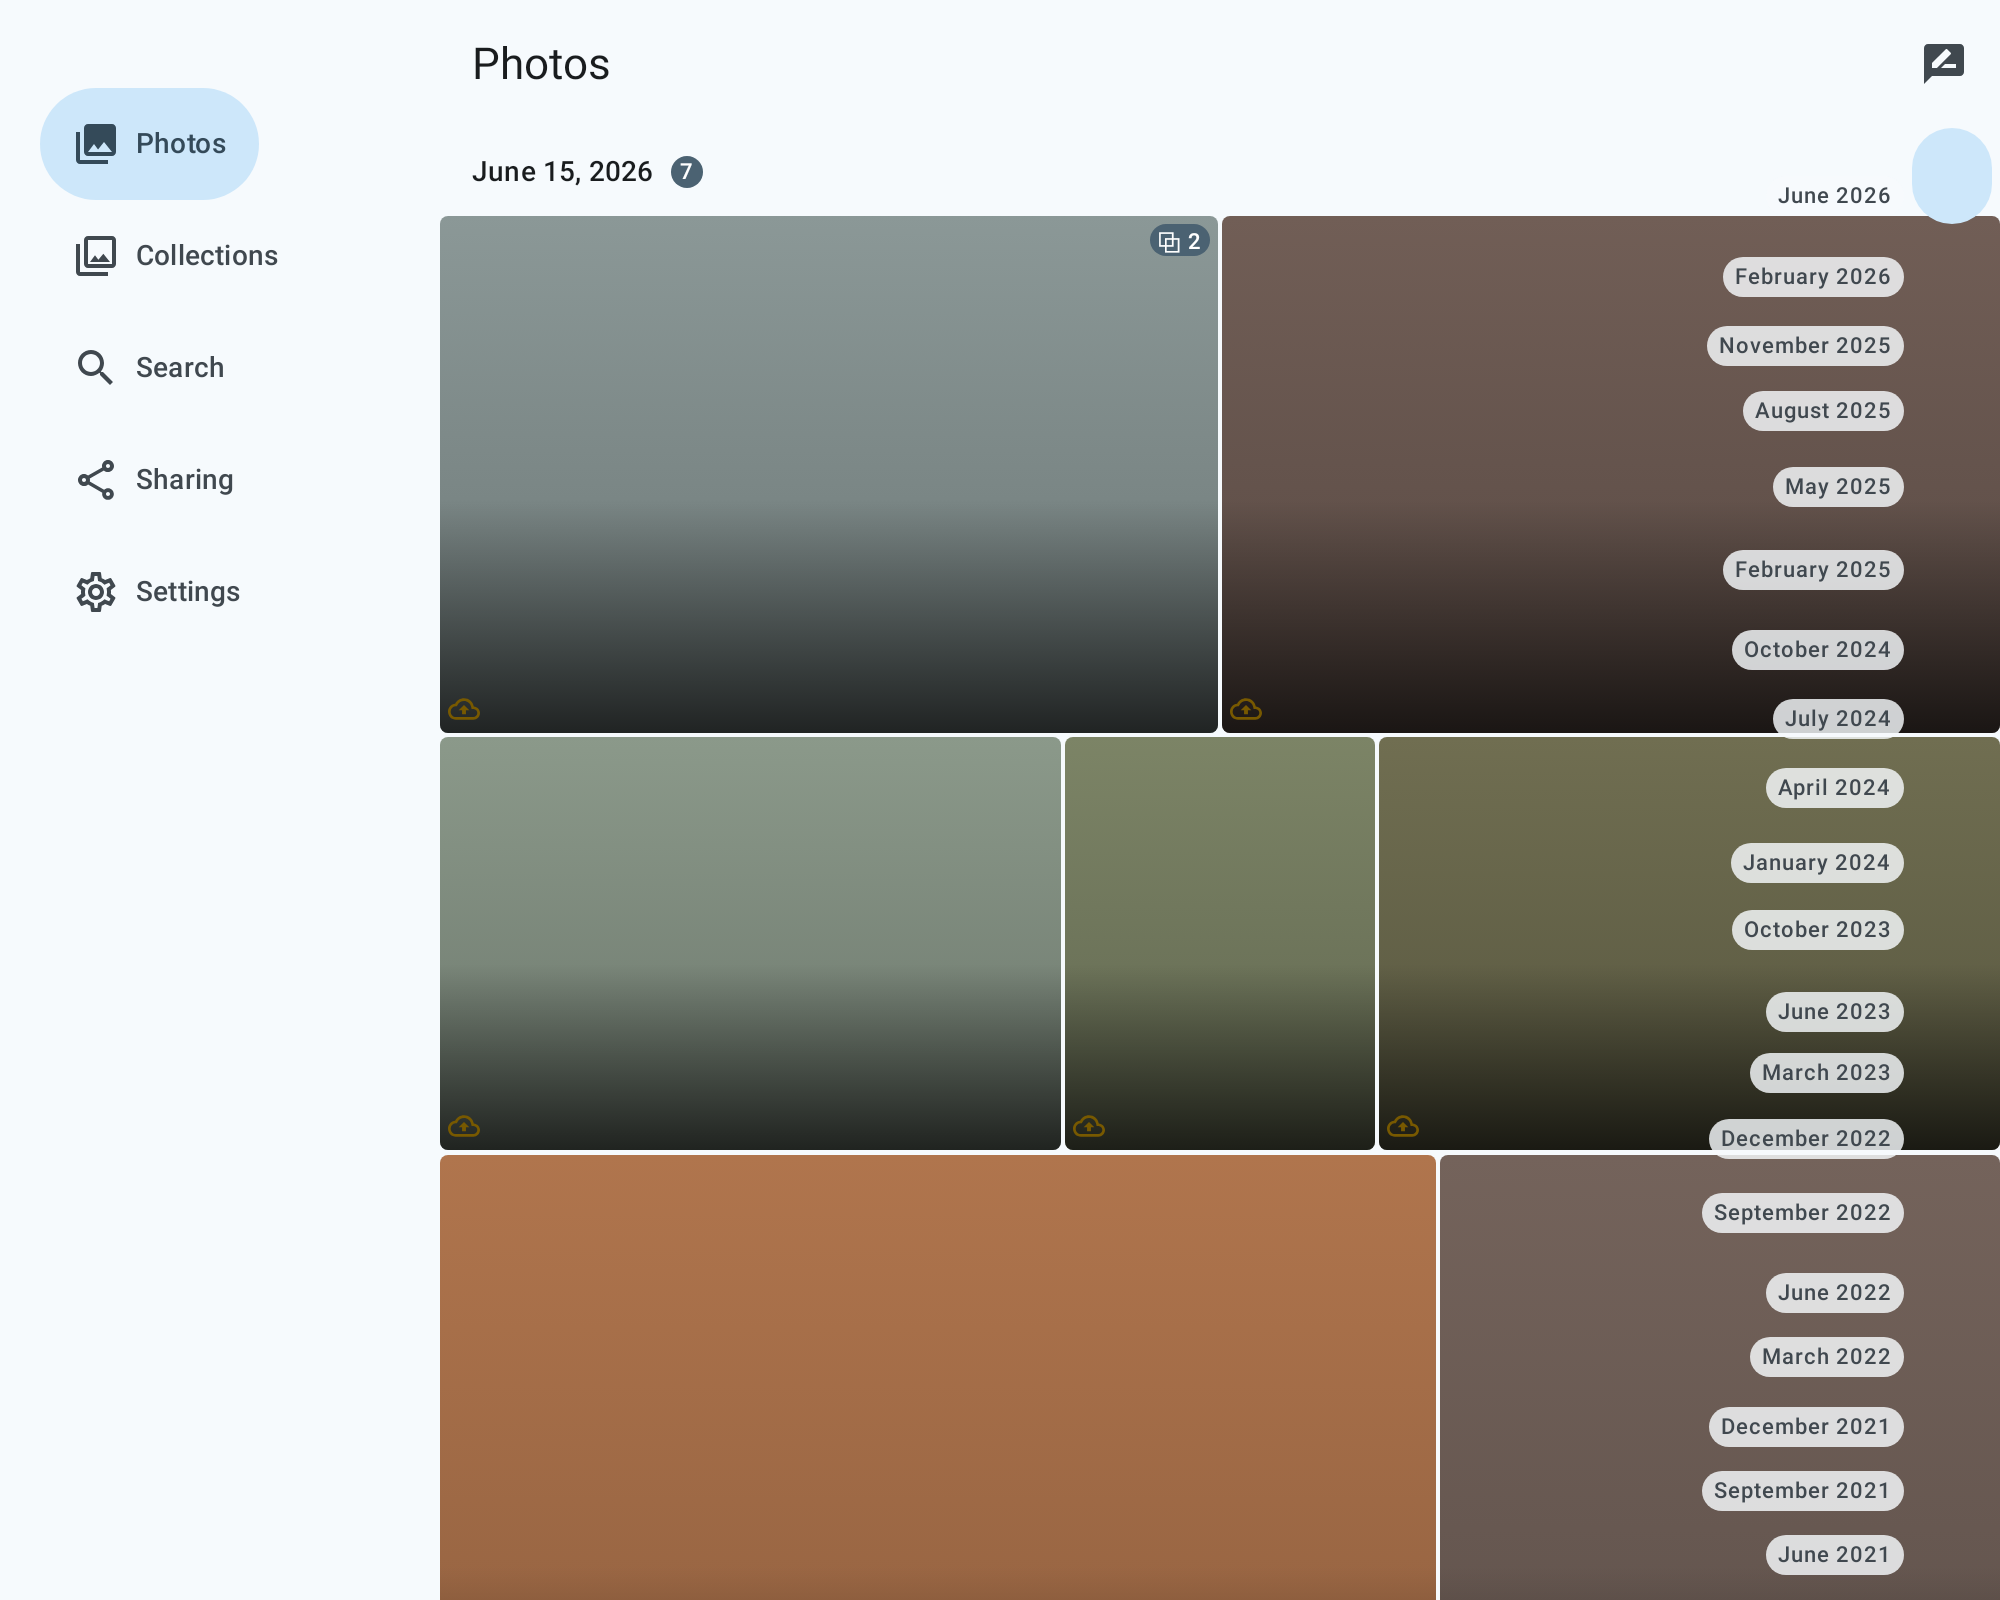 Photos
Photos
Collections
Search
Sharing
Settings
June 15, 2026 7
June 2026
2
February 2026
November 2025
August 2025
May 2025
February 2025
October 2024
July 2024
April 2024
January 2024
October 2023
June 2023
March 2023
December 2022
September 2022
June 2022
March 2022
December 2021
September 2021
June 2021